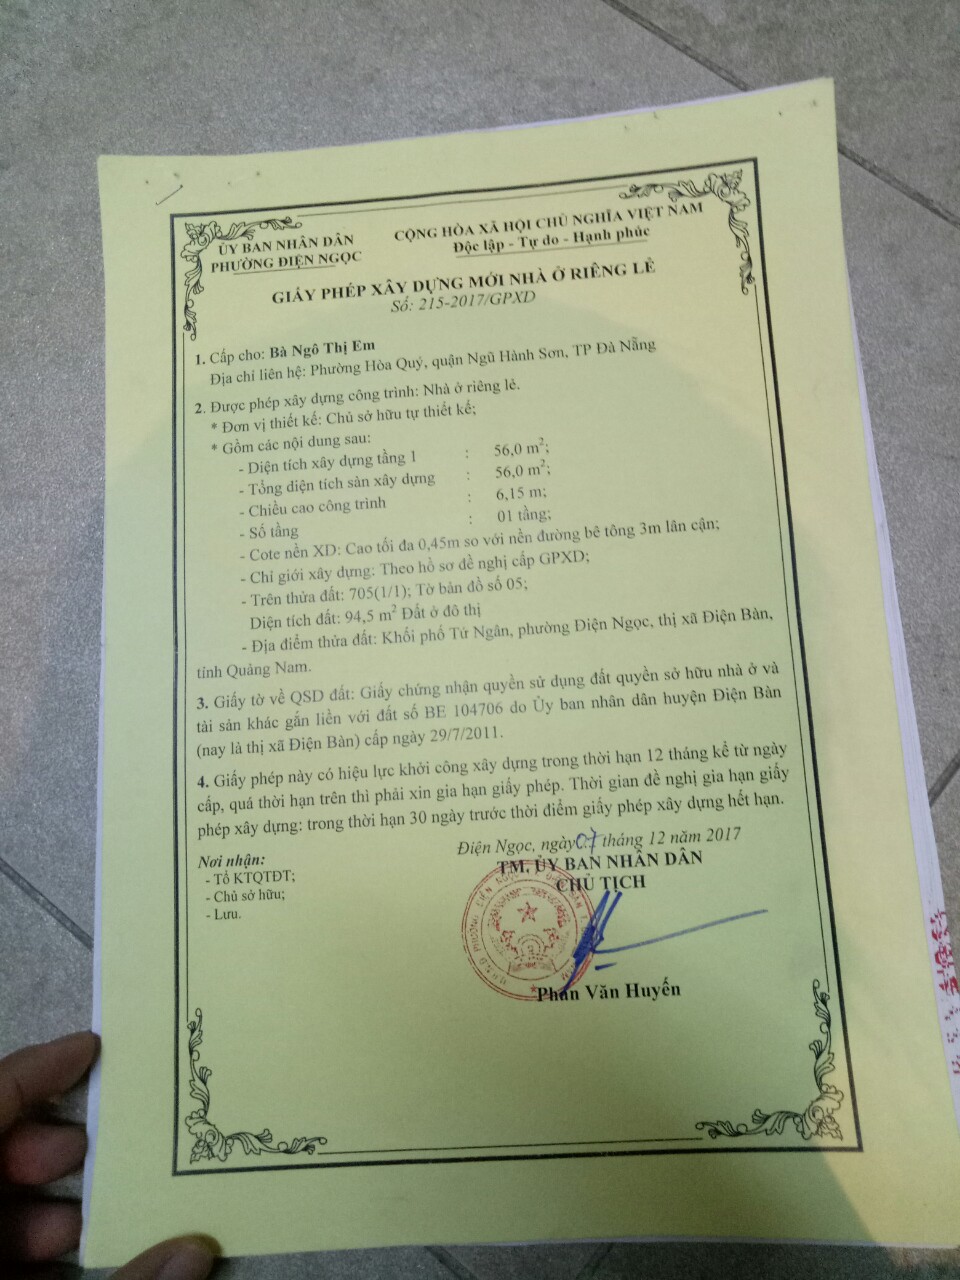 ỦY BAN NHÂN DÂN
PHƯỜNG ĐIỆN NGỌC
CỘNG HÒA XÃ HỘI CHỦ NGHĨA VIỆT NAM
Độc lập - Tự do - Hạnh phúc
GIẤY PHÉP XÂY DỰNG MỚI NHÀ Ở RIÊNG LẺ
Số: 215-2017/GPXD
1. Cấp cho: Bà Ngô Thị Em
Địa chỉ liên hệ: Phường Hòa Quý, quận Ngũ Hành Sơn, TP Đà Nẵng
2. Được phép xây dựng công trình: Nhà ở riêng lẻ.
* Đơn vị thiết kế: Chủ sở hữu tự thiết kế;
* Gồm các nội dung sau:
- Diện tích xây dựng tầng 1 : 56,0 m²;
- Tổng diện tích sàn xây dựng : 56,0 m²;
- Chiều cao công trình : 6,15 m;
- Số tầng : 01 tầng;
- Cote nền XD: Cao tối đa 0,45m so với nền đường bê tông 3m lân cận;
- Chỉ giới xây dựng: Theo hồ sơ đề nghị cấp GPXD;
- Trên thửa đất: 705(1/1); Tờ bản đồ số 05;
Diện tích đất: 94,5 m² Đất ở đô thị
- Địa điểm thửa đất: Khối phố Tứ Ngân, phường Điện Ngọc, thị xã Điện Bàn,
tỉnh Quảng Nam.
3. Giấy tờ về QSD đất: Giấy chứng nhận quyền sử dụng đất quyền sở hữu nhà ở và
tài sản khác gắn liền với đất số BE 104706 do Ủy ban nhân dân huyện Điện Bàn
(nay là thị xã Điện Bàn) cấp ngày 29/7/2011.
4. Giấy phép này có hiệu lực khởi công xây dựng trong thời hạn 12 tháng kể từ ngày
cấp, quá thời hạn trên thì phải xin gia hạn giấy phép. Thời gian đề nghị gia hạn giấy
phép xây dựng: trong thời hạn 30 ngày trước thời điểm giấy phép xây dựng hết hạn.
Điện Ngọc, ngày 07 tháng 12 năm 2017
TM. ỦY BAN NHÂN DÂN
CHỦ TỊCH
Nơi nhận:
- Tổ KTQTĐT;
- Chủ sở hữu;
- Lưu.
Phan Văn Huyến